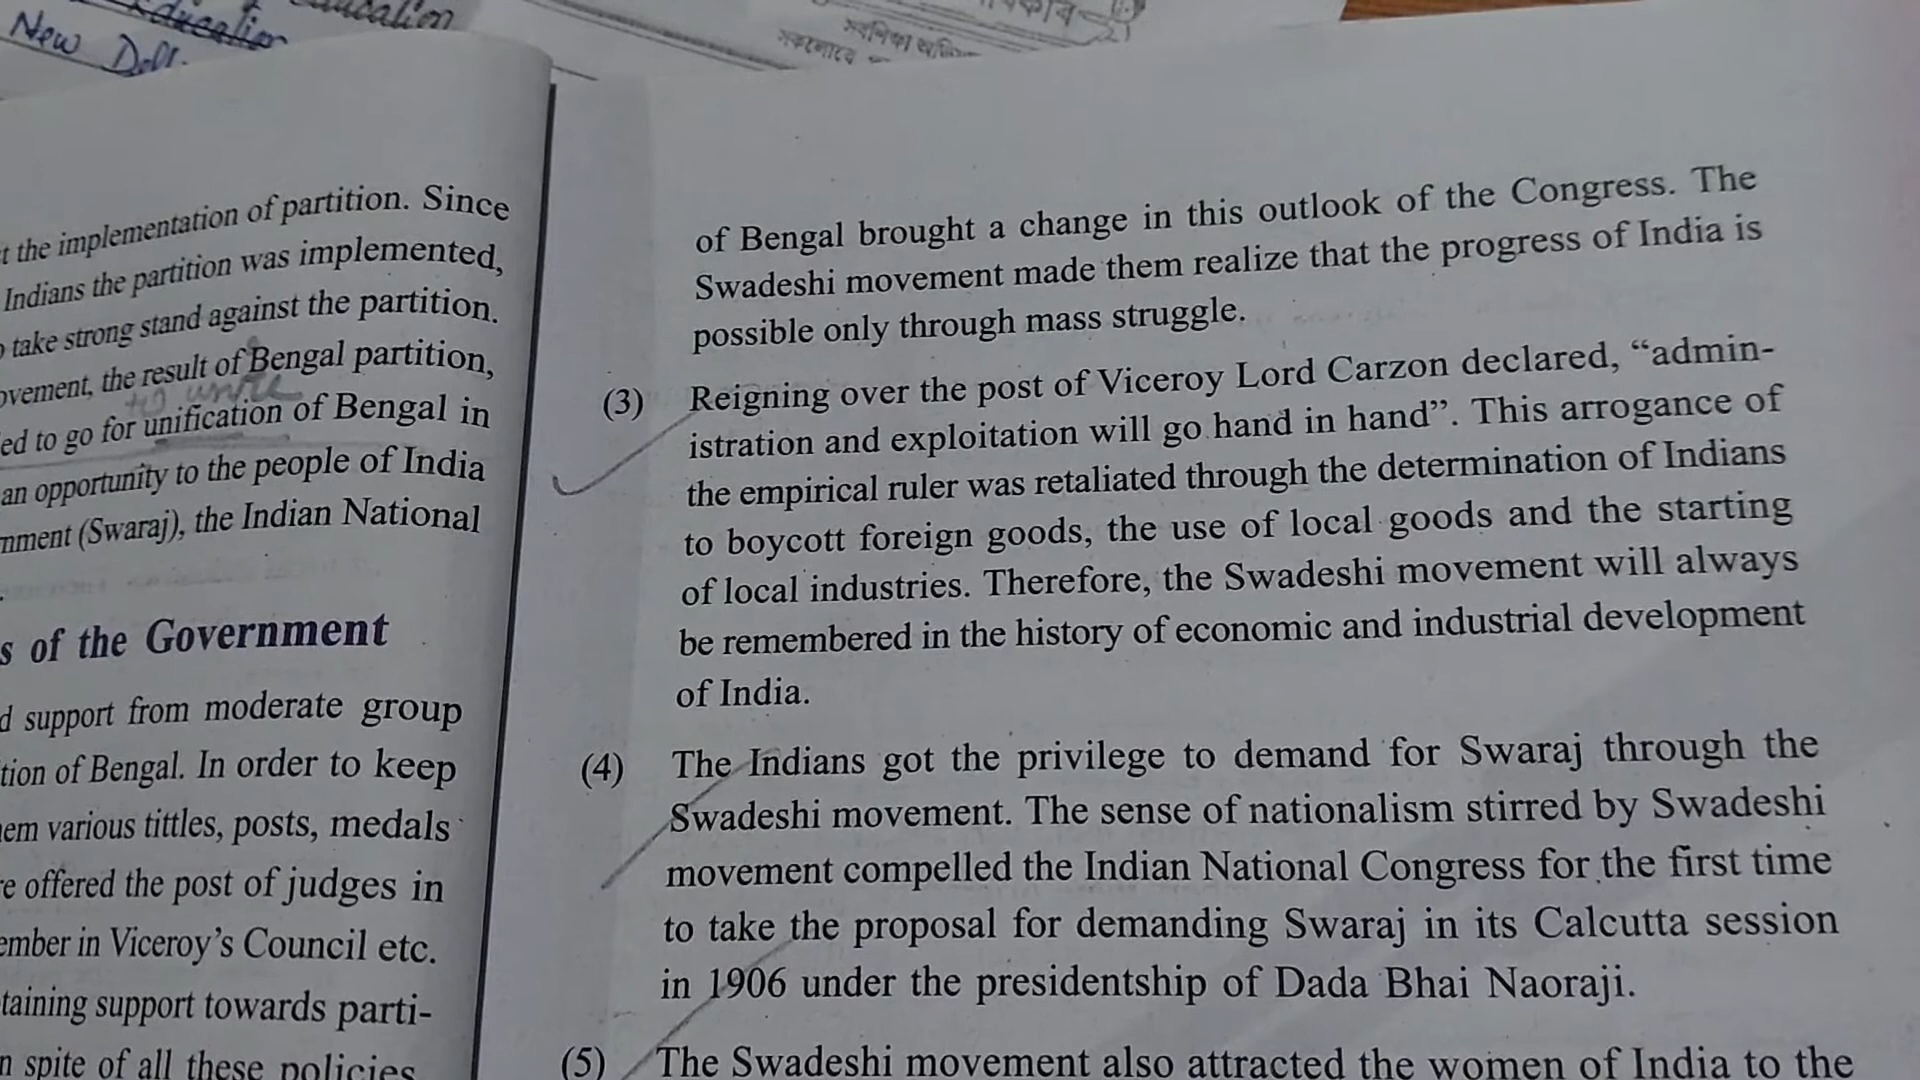 Education
New
the implementation of partition. Since
Indians the partition was implemented,
take strong stand against the partition.
the result of Bengal partition,
to unite
to go for unification of Bengal in
an opportunity to the people of India
(Swaraj), the Indian National
of the Government
support from moderate group
of Bengal. In order to keep
various tittles, posts, medals
offered the post of judges in
in Viceroy's Council etc.
support towards parti-
spite of all these policies
of Bengal brought a change in this outlook of the Congress. The
Swadeshi movement made them realize that the progress of India is
possible only through mass struggle.
(3) Reigning over the post of Viceroy Lord Carzon declared, “admin-
istration and exploitation will go hand in hand”. This arrogance of
the empirical ruler was retaliated through the determination of Indians
to boycott foreign goods, the use of local goods and the starting
of local industries. Therefore, the Swadeshi movement will always
be remembered in the history of economic and industrial development
of India.
(4) The Indians got the privilege to demand for Swaraj through the
Swadeshi movement. The sense of nationalism stirred by Swadeshi
movement compelled the Indian National Congress for the first time
to take the proposal for demanding Swaraj in its Calcutta session
in 1906 under the presidentship of Dada Bhai Naoraji.
(5) The Swadeshi movement also attracted the women of India to the